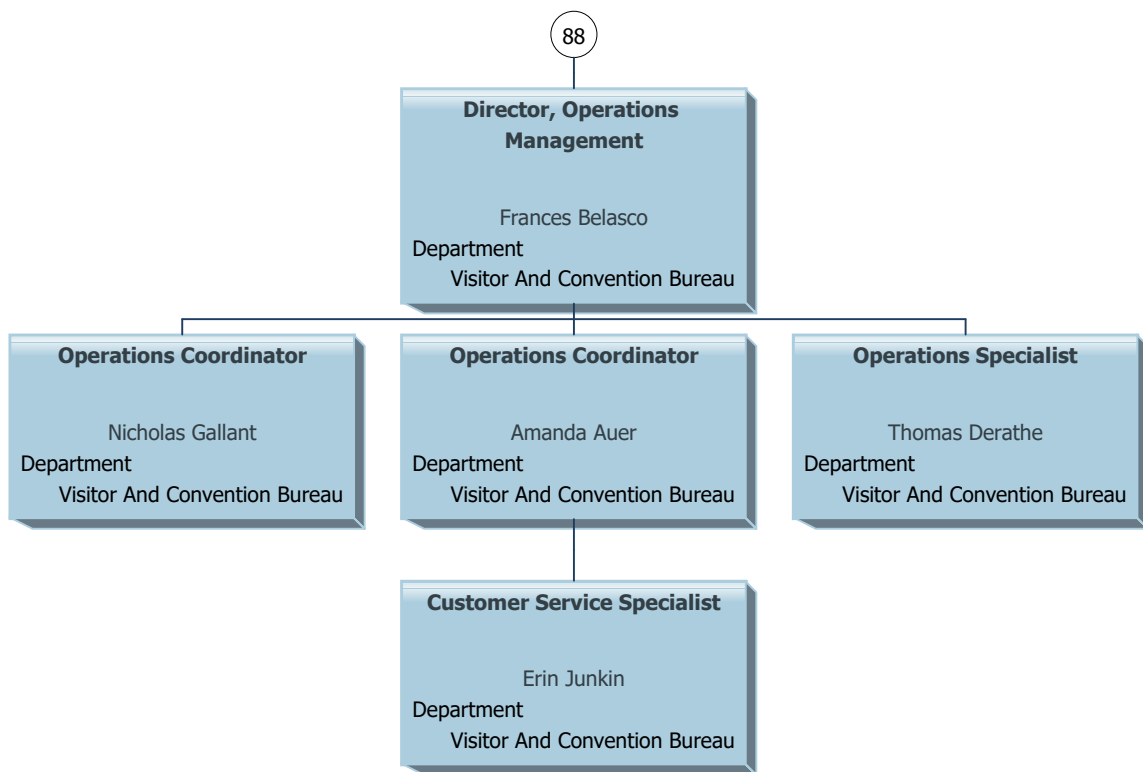 88
Director, Operations
Management
Frances Belasco
Department
Visitor And Convention Bureau
Operations Coordinator
Nicholas Gallant
Department
Visitor And Convention Bureau
Operations Coordinator
Amanda Auer
Department
Visitor And Convention Bureau
Operations Specialist
Thomas Derathe
Department
Visitor And Convention Bureau
Customer Service Specialist
Erin Junkin
Department
Visitor And Convention Bureau